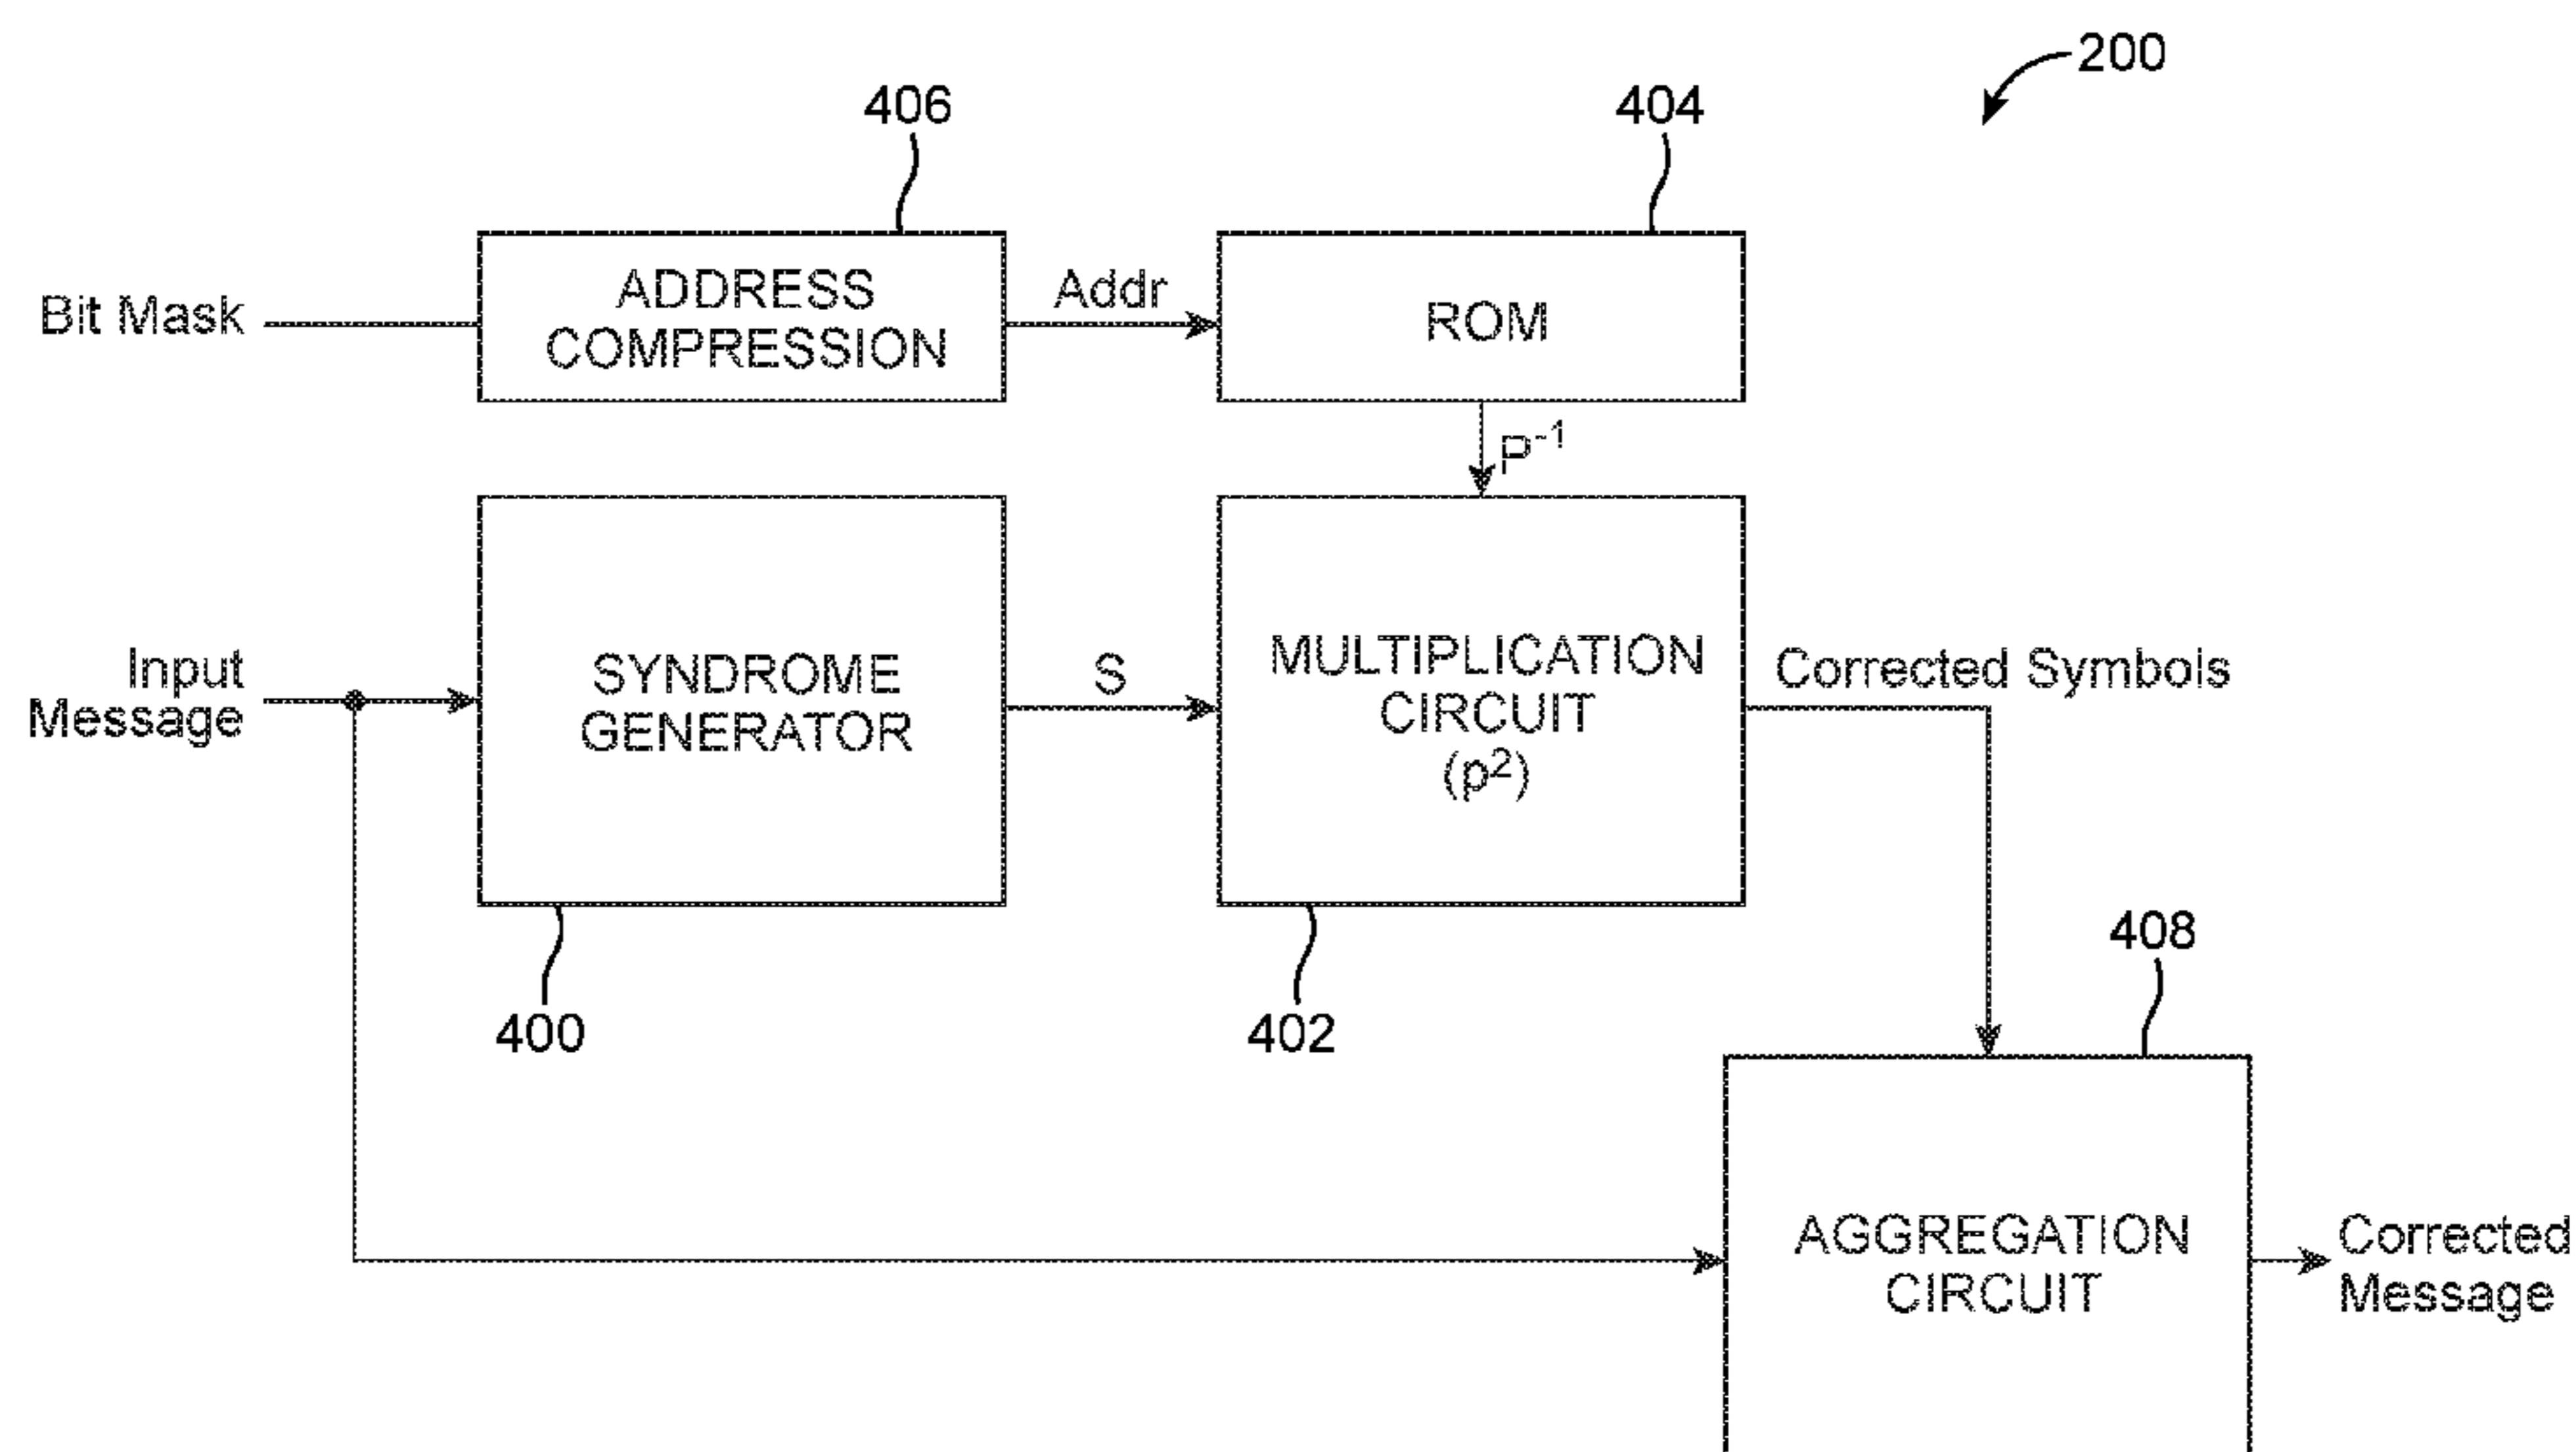 200
406
404
Bit Mask
ADDRESS
COMPRESSION
Addr
ROM
P⁻¹
Input
Message
SYNDROME
GENERATOR
S
MULTIPLICATION
CIRCUIT
(p²)
Corrected Symbols
400
402
408
AGGREGATION
CIRCUIT
Corrected
Message